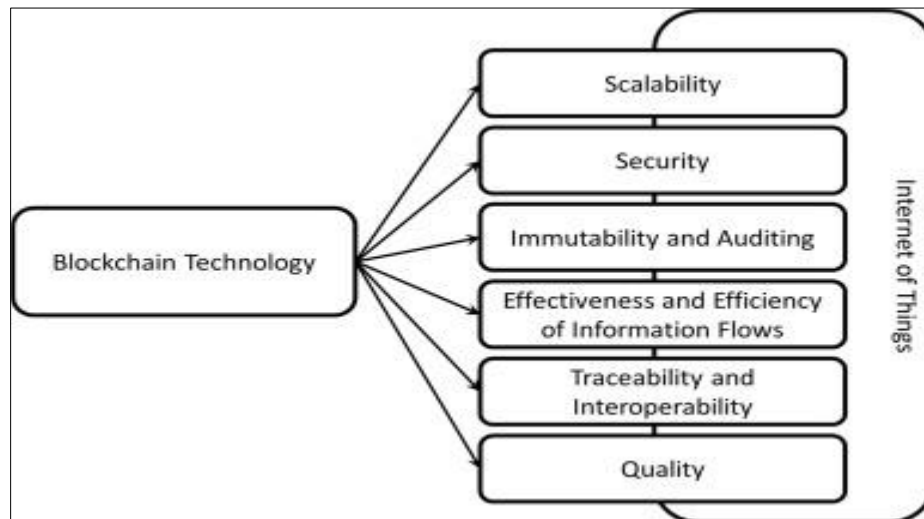 Scalability
Security
Blockchain Technology
Immutability and Auditing
Effectiveness and Efficiency
of Information Flows
Traceability and
Interoperability
Quality
Internet of Things